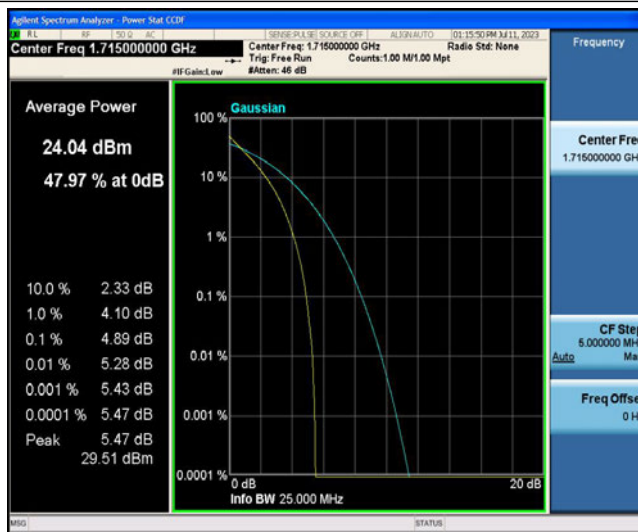 Agilent Spectrum Analyzer - Power Stat CCDF
RL RF 50 Ω AC SENSE:PULSE SOURCE OFF ALIGN AUTO 01:15:50 PM Jul 11, 2023
Center Freq 1.715000000 GHz
Center Freq: 1.715000000 GHz Radio Std: None
Trig: Free Run Counts:1.00 M/1.00 Mpt
#IFGain:Low #Atten: 46 dB
Frequency
Average Power
24.04 dBm
47.97 % at 0dB
10.0 % 2.33 dB
1.0 % 4.10 dB
0.1 % 4.89 dB
0.01 % 5.28 dB
0.001 % 5.43 dB
0.0001 % 5.47 dB
Peak 5.47 dB
29.51 dBm
Gaussian
100 %
10 %
1 %
0.1 %
0.01 %
0.001 %
0.0001 %
0 dB 20 dB
Info BW 25.000 MHz
Center Fre
1.715000000 GH
CF Ste
5.000000 MH
Auto Ma
Freq Offse
0 H
MSG STATUS